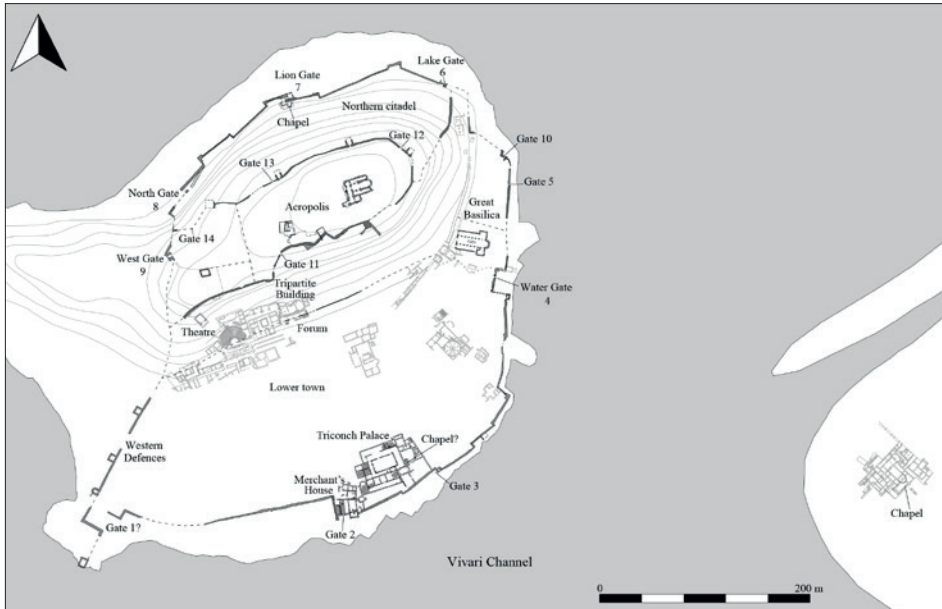 Lake Gate
6
Lion Gate
7
Northern citadel
Chapel
Gate 12
Gate 10
Gate 13
Gate 5
North Gate
8
Acropolis
Great
Basilica
Gate 14
West Gate
9
Gate 11
Water Gate
4
Tripartite
Building
Theatre
Forum
Lower town
Triconch Palace
Chapel?
Western
Defences
Merchant's
House
Gate 3
Chapel
Gate 1?
Gate 2
Vivari Channel
0 200 m